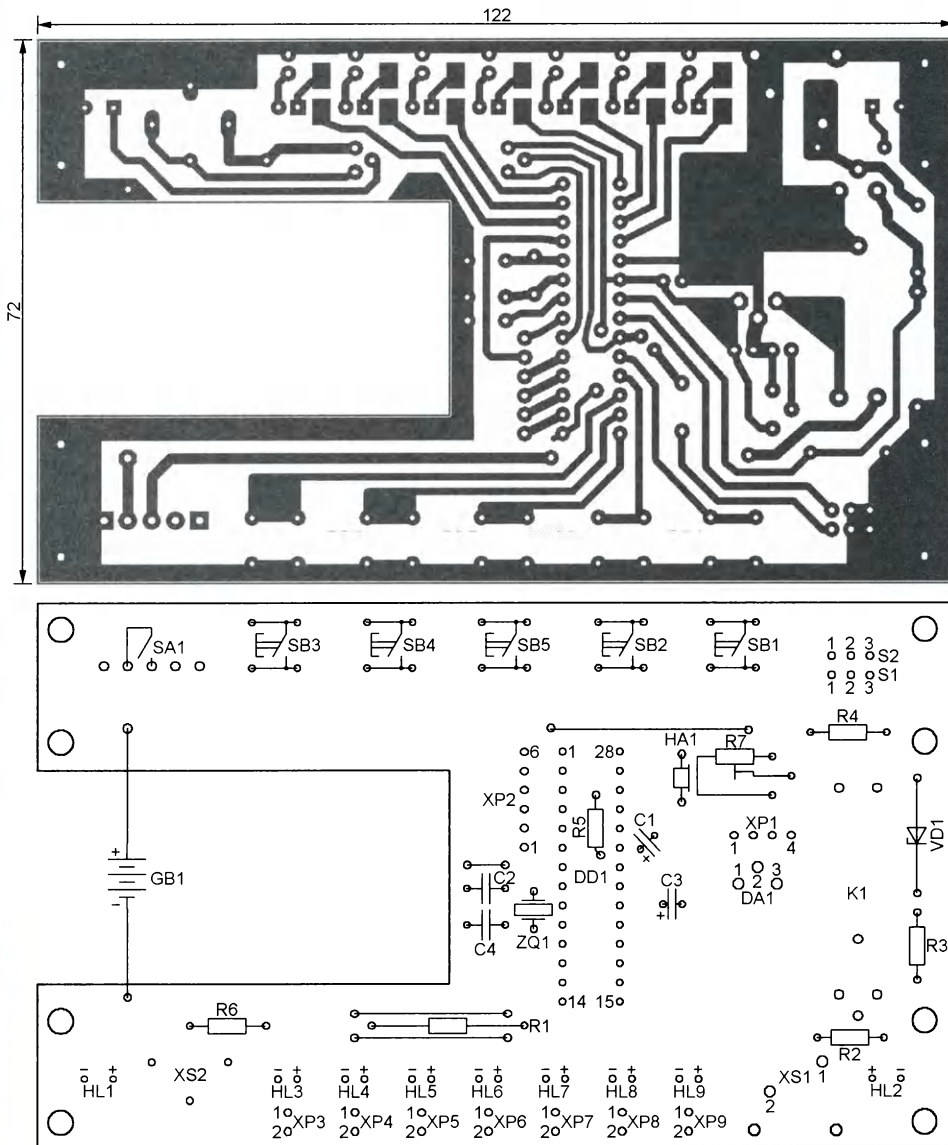 122
72
SA1 SB3 SB4 SB5 SB2 SB1
1 2 3
S2
S1
1 2 3
R4
HA1 R7
6 1 28
XP2
R5
C1
+
XP1
1 4
VD1
+
GB1
-
1
C2
DD1
1 2 3
DA1
K1
C3
+
C4
ZQ1
R3
14 15
R6 R1
R2
XS2
XS1 1
2
- + - + - + - + - + - + - + - + + -
HL1 HL3 HL4 HL5 HL6 HL7 HL8 HL9 HL2
1 1 1 1 1 1 1
XP3 XP4 XP5 XP6 XP7 XP8 XP9
2 2 2 2 2 2 2